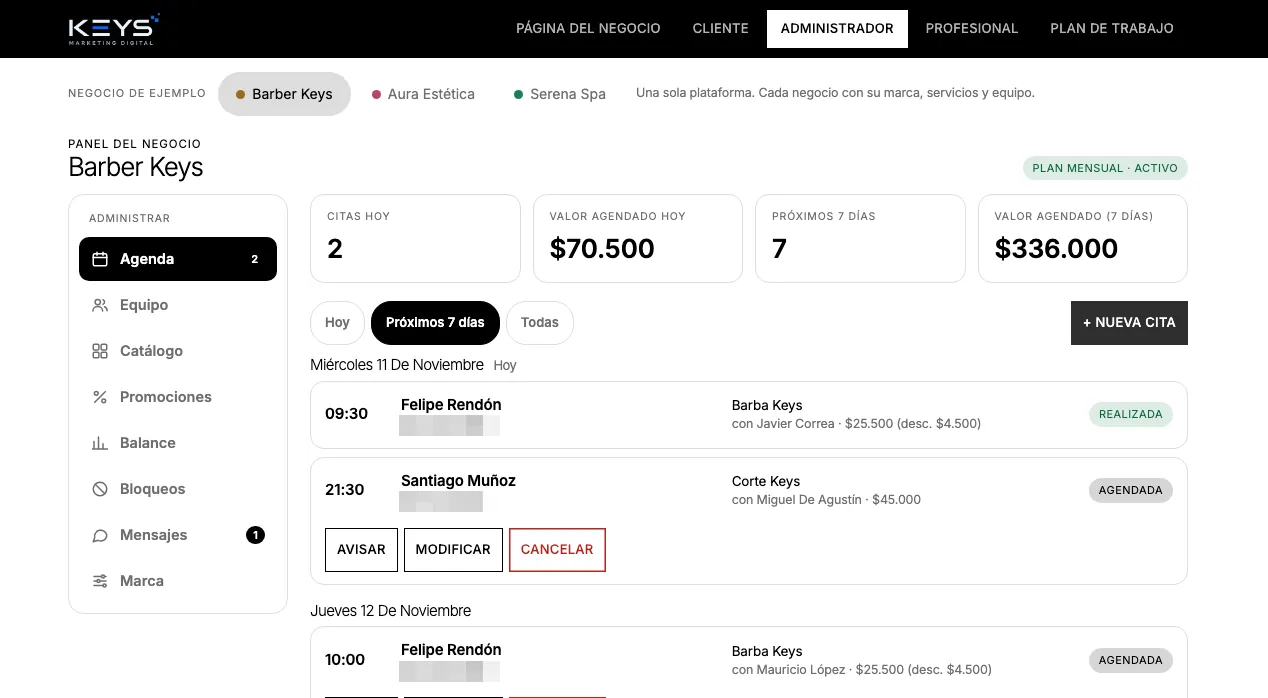 KEYS
MARKETING DIGITAL
PÁGINA DEL NEGOCIO
CLIENTE
ADMINISTRADOR
PROFESIONAL
PLAN DE TRABAJO
NEGOCIO DE EJEMPLO
Barber Keys
Aura Estética
Serena Spa
Una sola plataforma. Cada negocio con su marca, servicios y equipo.
PANEL DEL NEGOCIO
Barber Keys
PLAN MENSUAL · ACTIVO
ADMINISTRAR
Agenda 2
Equipo
Catálogo
Promociones
Balance
Bloqueos
Mensajes 1
Marca
CITAS HOY
2
VALOR AGENDADO HOY
$70.500
PRÓXIMOS 7 DÍAS
7
VALOR AGENDADO (7 DÍAS)
$336.000
Hoy
Próximos 7 días
Todas
+ NUEVA CITA
Miércoles 11 De Noviembre Hoy
09:30
Felipe Rendón
Barba Keys
con Javier Correa · $25.500 (desc. $4.500)
REALIZADA
21:30
Santiago Muñoz
Corte Keys
con Miguel De Agustín · $45.000
AGENDADA
AVISAR
MODIFICAR
CANCELAR
Jueves 12 De Noviembre
10:00
Felipe Rendón
Barba Keys
con Mauricio López · $25.500 (desc. $4.500)
AGENDADA